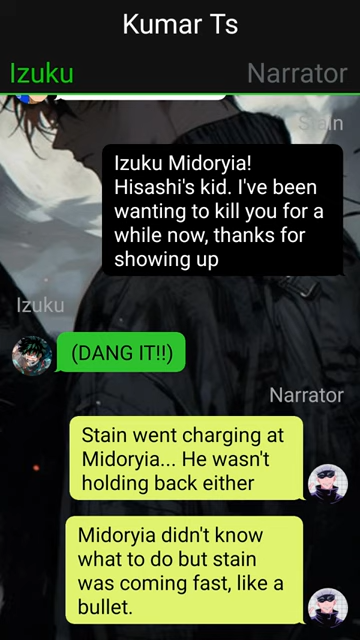 Kumar Ts
Izuku
Narrator
Stain
Izuku Midoryia!
Hisashi's kid. I've been
wanting to kill you for a
while now, thanks for
showing up
Izuku
(DANG IT!!)
Narrator
Stain went charging at
Midoryia... He wasn't
holding back either
Midoryia didn't know
what to do but stain
was coming fast, like a
bullet.